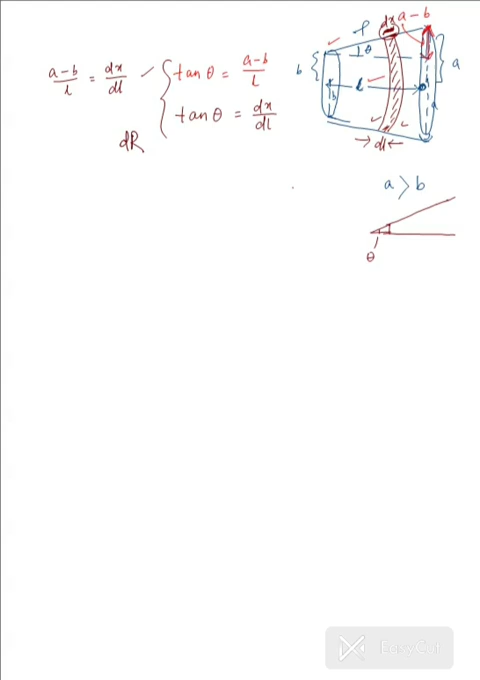 ρ dx a-b
θ
b l a
b
→ dl ←
(a-b)/l = dx/dl
tan θ = (a-b)/l
tan θ = dx/dl
dR
a > b
θ
EasyCut